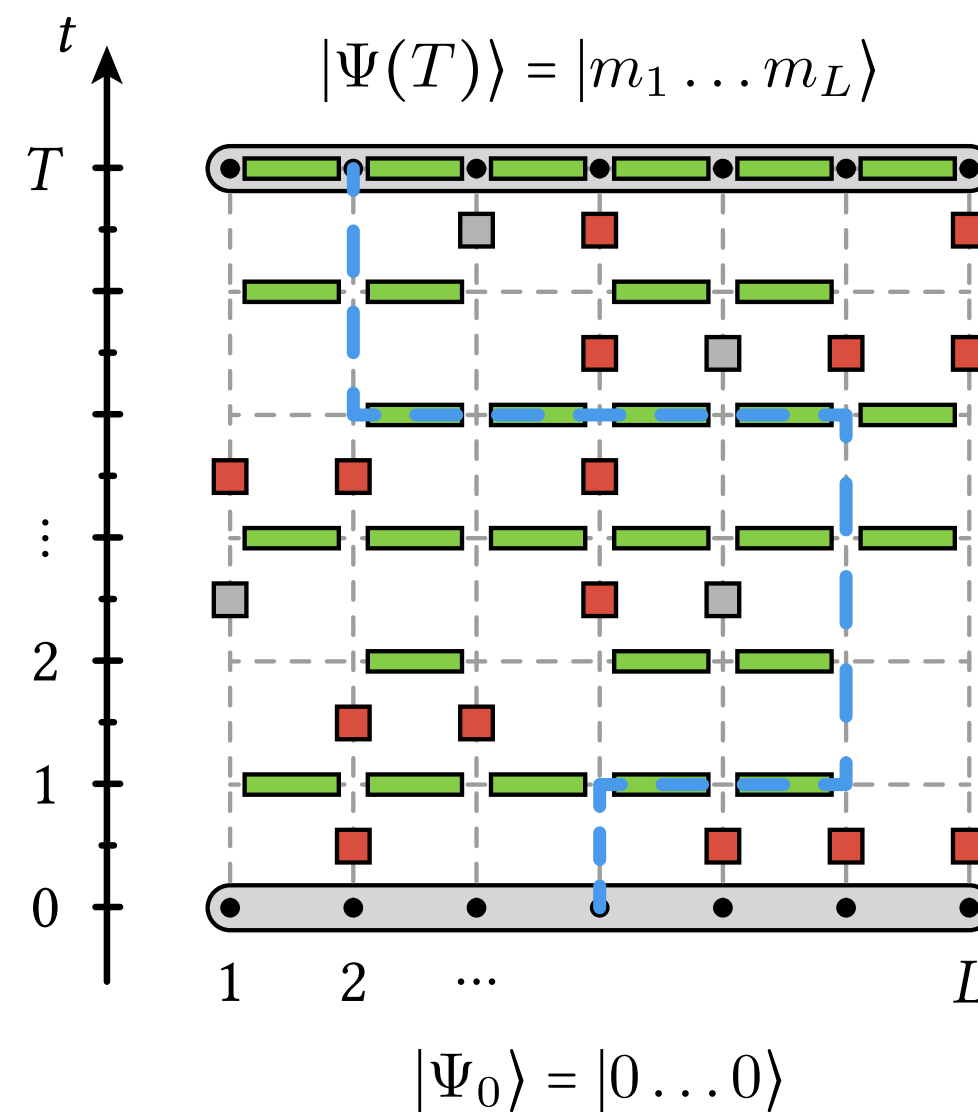 t
|Ψ(T)⟩ = |m₁ … m_L⟩
T
⋮
2
1
0
1 2 ⋯ L
|Ψ₀⟩ = |0 … 0⟩